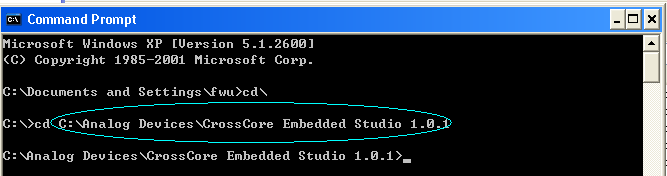 Command Prompt
Microsoft Windows XP [Version 5.1.2600]
(C) Copyright 1985-2001 Microsoft Corp.
C:\Documents and Settings\fwu>cd\
C:\>cd C:\Analog Devices\CrossCore Embedded Studio 1.0.1
C:\Analog Devices\CrossCore Embedded Studio 1.0.1>_